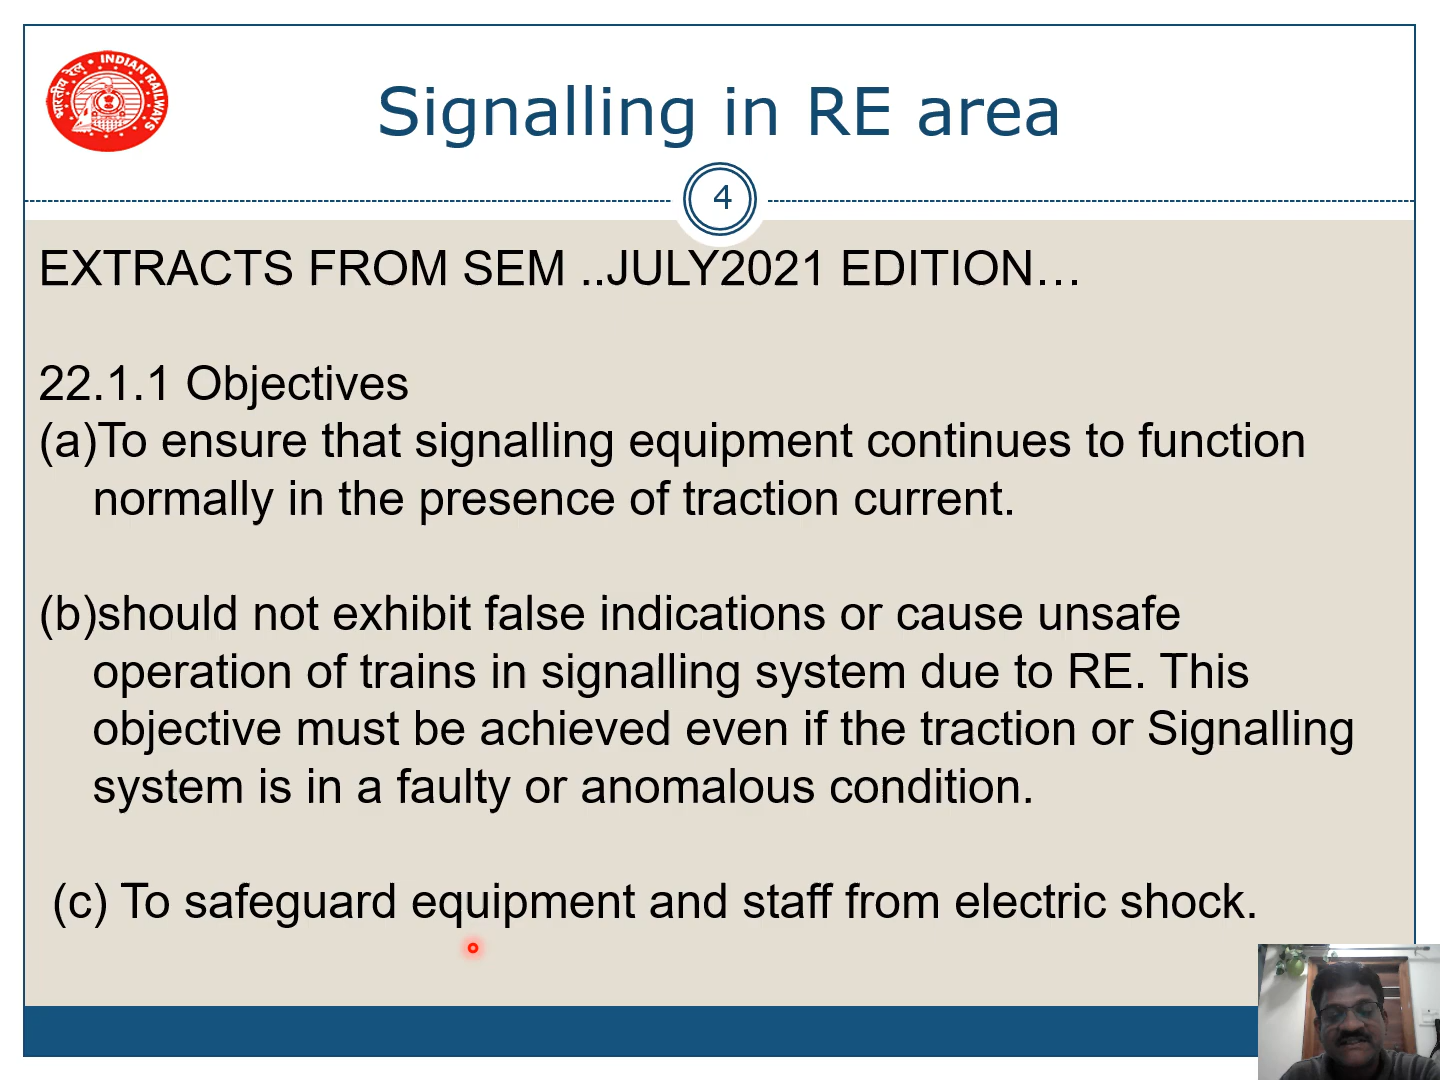 भारतीय रेल • INDIAN RAILWAYS
Signalling in RE area
4
EXTRACTS FROM SEM ..JULY2021 EDITION…
22.1.1 Objectives
(a)To ensure that signalling equipment continues to function
normally in the presence of traction current.
(b)should not exhibit false indications or cause unsafe
operation of trains in signalling system due to RE. This
objective must be achieved even if the traction or Signalling
system is in a faulty or anomalous condition.
(c) To safeguard equipment and staff from electric shock.